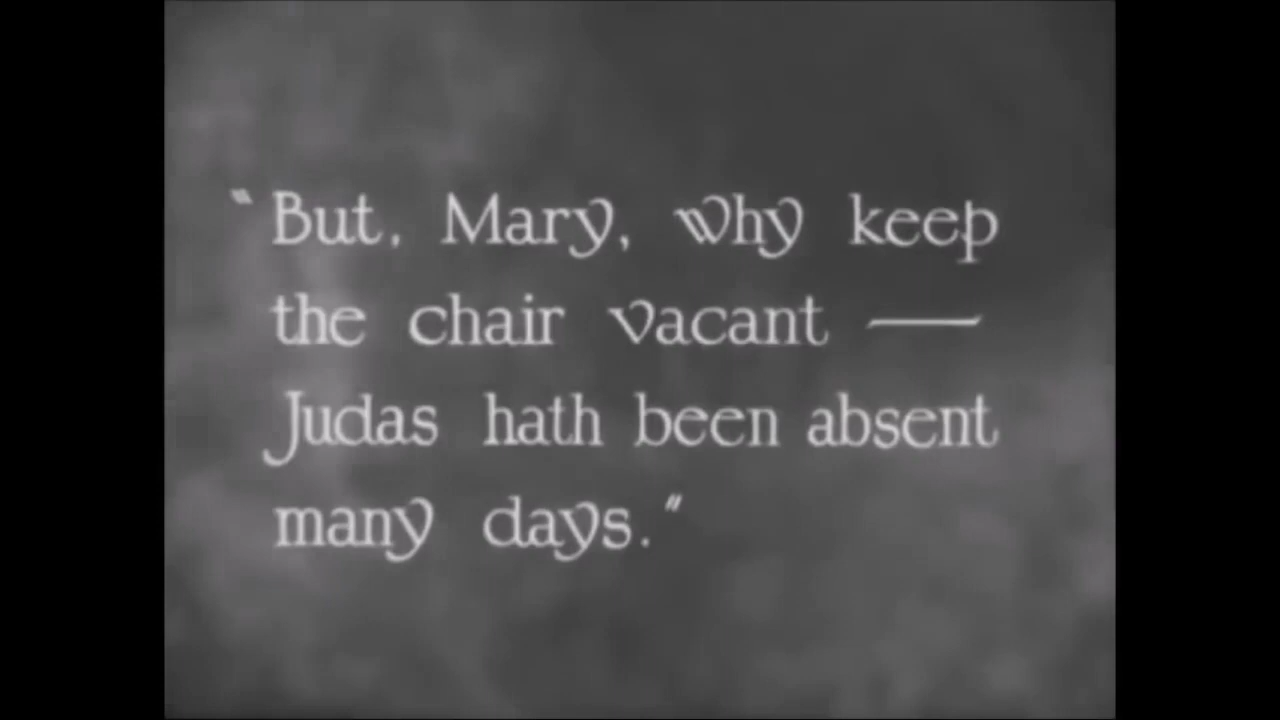 "But, Mary, why keep
the chair vacant —
Judas hath been absent
many days."